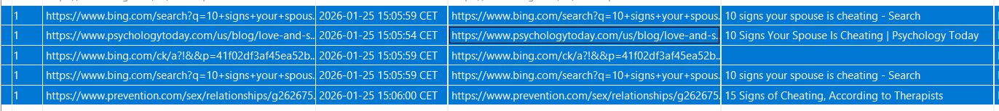 1 https://www.bing.com/search?q=10+signs+your+spous... 2026-01-25 15:05:59 CET https://www.bing.com/search?q=10+signs+your+spous... 10 signs your spouse is cheating - Search
1 https://www.psychologytoday.com/us/blog/love-and-s... 2026-01-25 15:05:54 CET https://www.psychologytoday.com/us/blog/love-and-s... 10 Signs Your Spouse Is Cheating | Psychology Today
1 https://www.bing.com/ck/a?!&&p=41f02df3af45ea52b... 2026-01-25 15:05:59 CET https://www.bing.com/ck/a?!&&p=41f02df3af45ea52b...
1 https://www.bing.com/search?q=10+signs+your+spous... 2026-01-25 15:05:59 CET https://www.bing.com/search?q=10+signs+your+spous... 10 signs your spouse is cheating - Search
1 https://www.prevention.com/sex/relationships/g262675... 2026-01-25 15:06:00 CET https://www.prevention.com/sex/relationships/g262675... 15 Signs of Cheating, According to Therapists